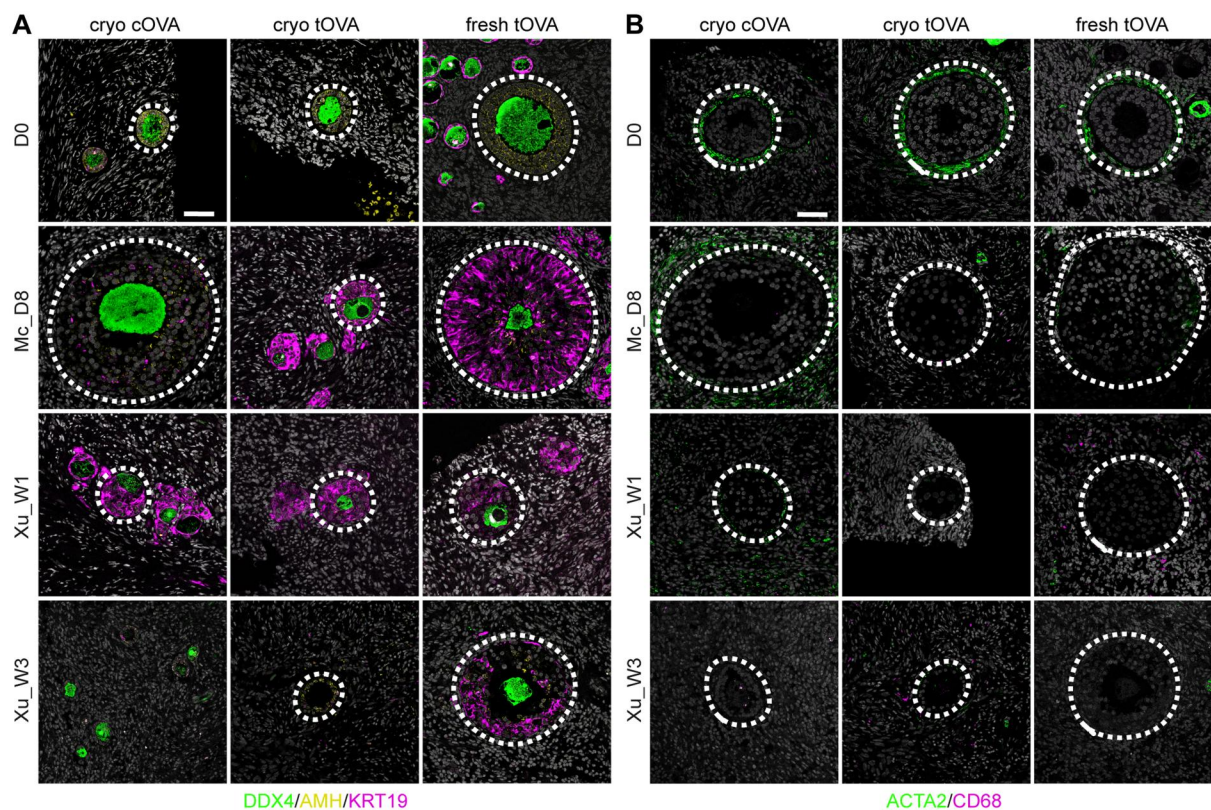 A
cryo cOVA
cryo tOVA
fresh tOVA
B
cryo cOVA
cryo tOVA
fresh tOVA
D0
D0
Mc_D8
Mc_D8
Xu_W1
Xu_W1
Xu_W3
Xu_W3
DDX4/AMH/KRT19
ACTA2/CD68